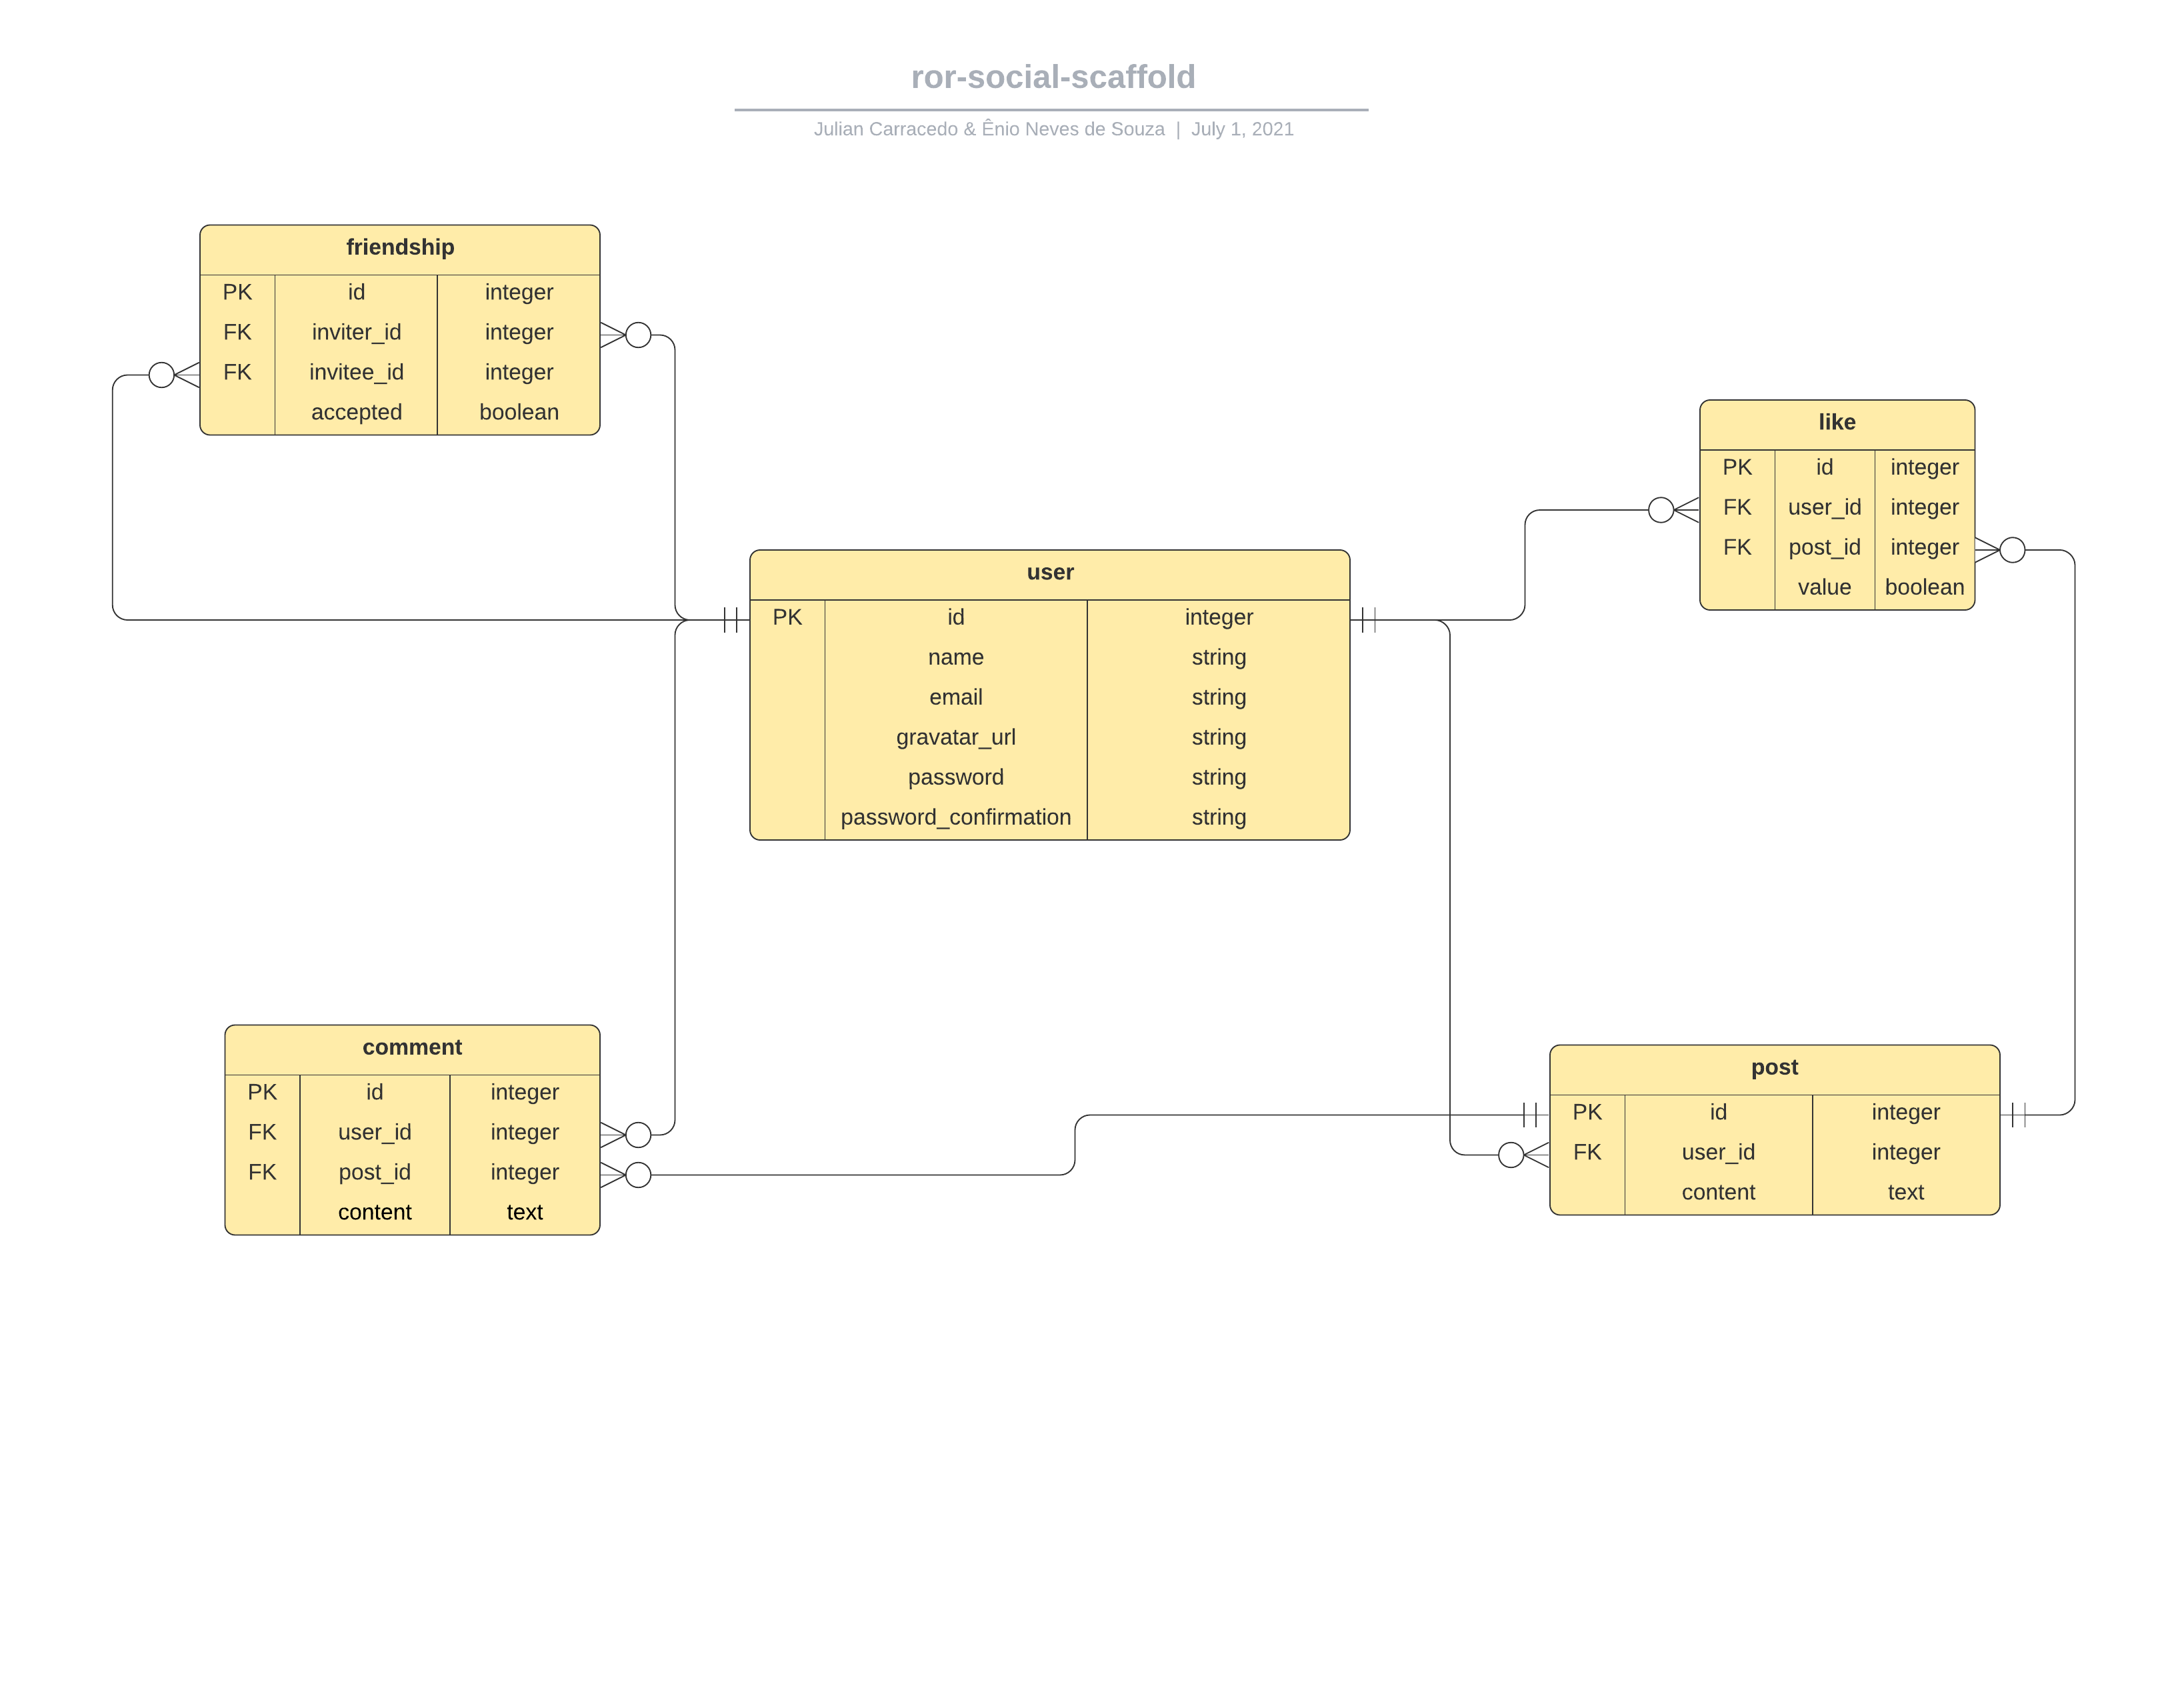 ror-social-scaffold
Julian Carracedo & Ênio Neves de Souza | July 1, 2021
friendship
PK id integer
FK inviter_id integer
FK invitee_id integer
accepted boolean
like
PK id integer
FK user_id integer
FK post_id integer
value boolean
user
PK id integer
name string
email string
gravatar_url string
password string
password_confirmation string
comment
PK id integer
FK user_id integer
FK post_id integer
content text
post
PK id integer
FK user_id integer
content text